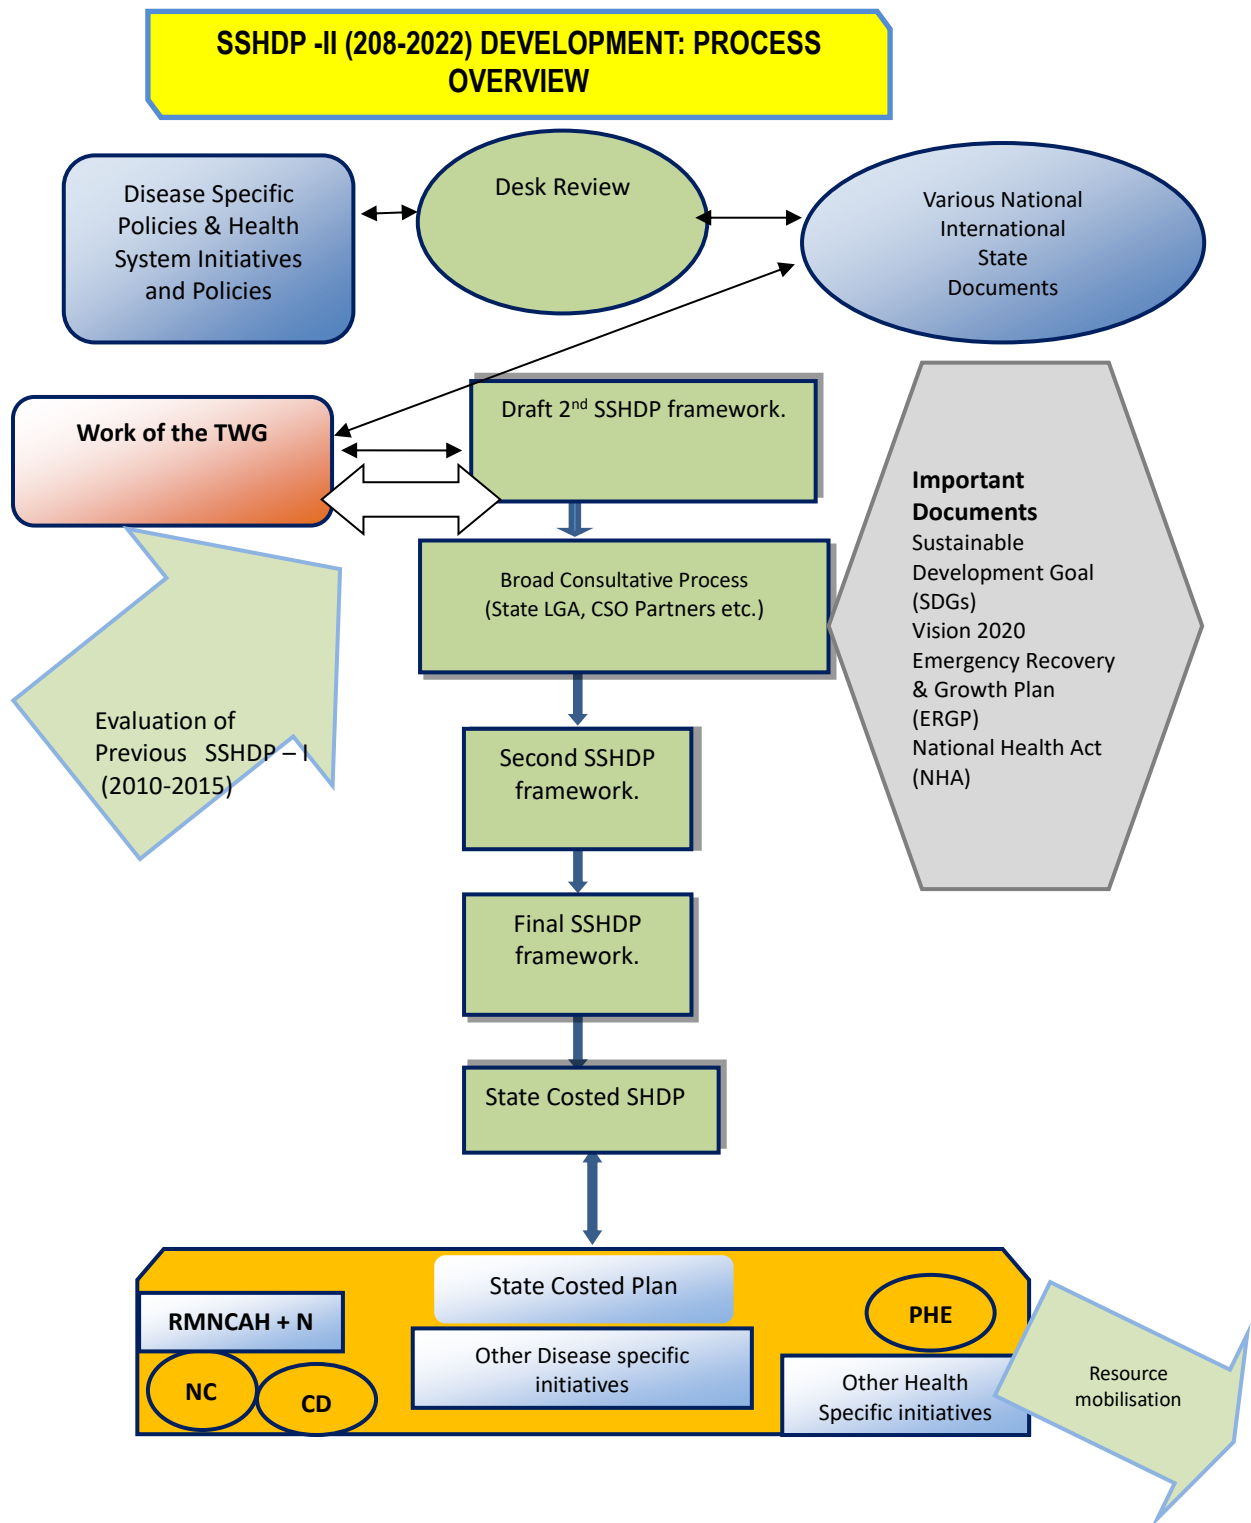 SSHDP -II (208-2022) DEVELOPMENT: PROCESS
OVERVIEW
Disease Specific
Policies & Health
System Initiatives
and Policies
Desk Review
Various National
International
State
Documents
Work of the TWG
Draft 2nd SSHDP framework.
Important
Documents
Sustainable
Development Goal
(SDGs)
Vision 2020
Emergency Recovery
& Growth Plan
(ERGP)
National Health Act
(NHA)
Broad Consultative Process
(State LGA, CSO Partners etc.)
Evaluation of
Previous SSHDP – I
(2010-2015)
Second SSHDP
framework.
Final SSHDP
framework.
State Costed SHDP
State Costed Plan
RMNCAH + N
NC
CD
Other Disease specific
initiatives
PHE
Other Health
Specific initiatives
Resource
mobilisation